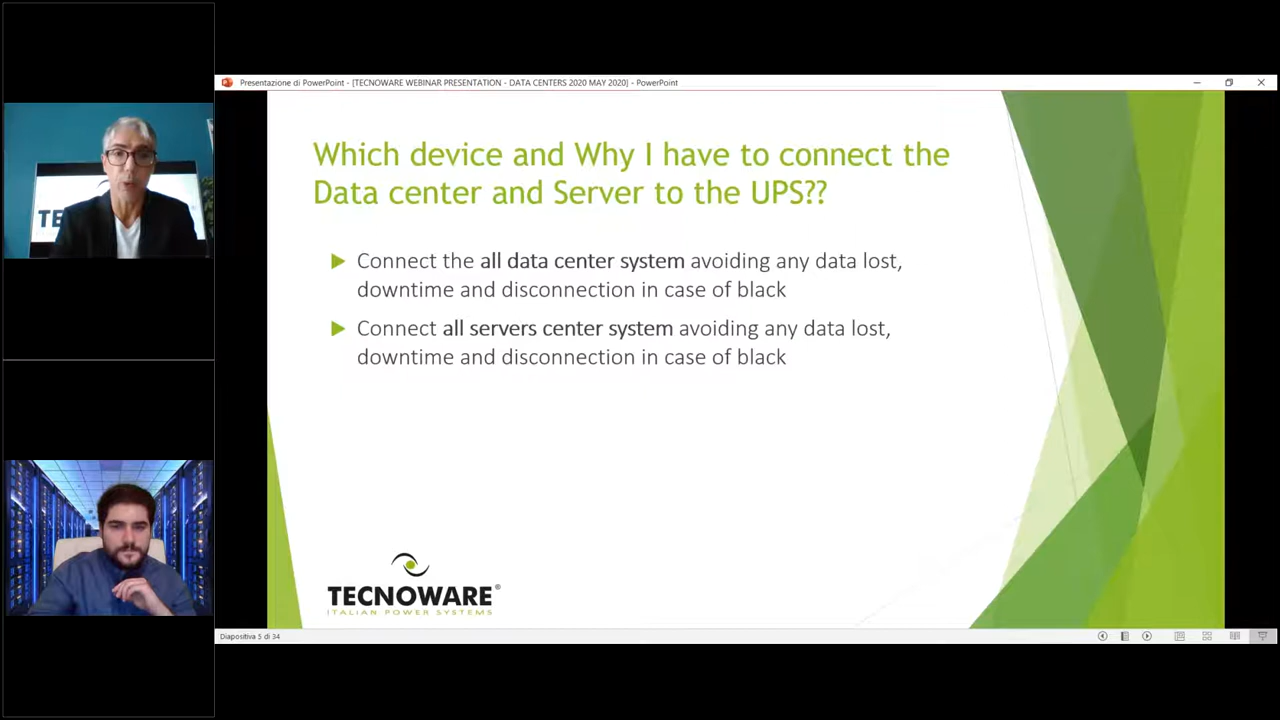 Presentazione di PowerPoint - [TECNOWARE WEBINAR PRESENTATION - DATA CENTERS 2020 MAY 2020] - PowerPoint
Which device and Why I have to connect the
Data center and Server to the UPS??
Connect the all data center system avoiding any data lost,
downtime and disconnection in case of black
Connect all servers center system avoiding any data lost,
downtime and disconnection in case of black
TECNOWARE®
ITALIAN POWER SYSTEMS
Diapositiva 5 di 34